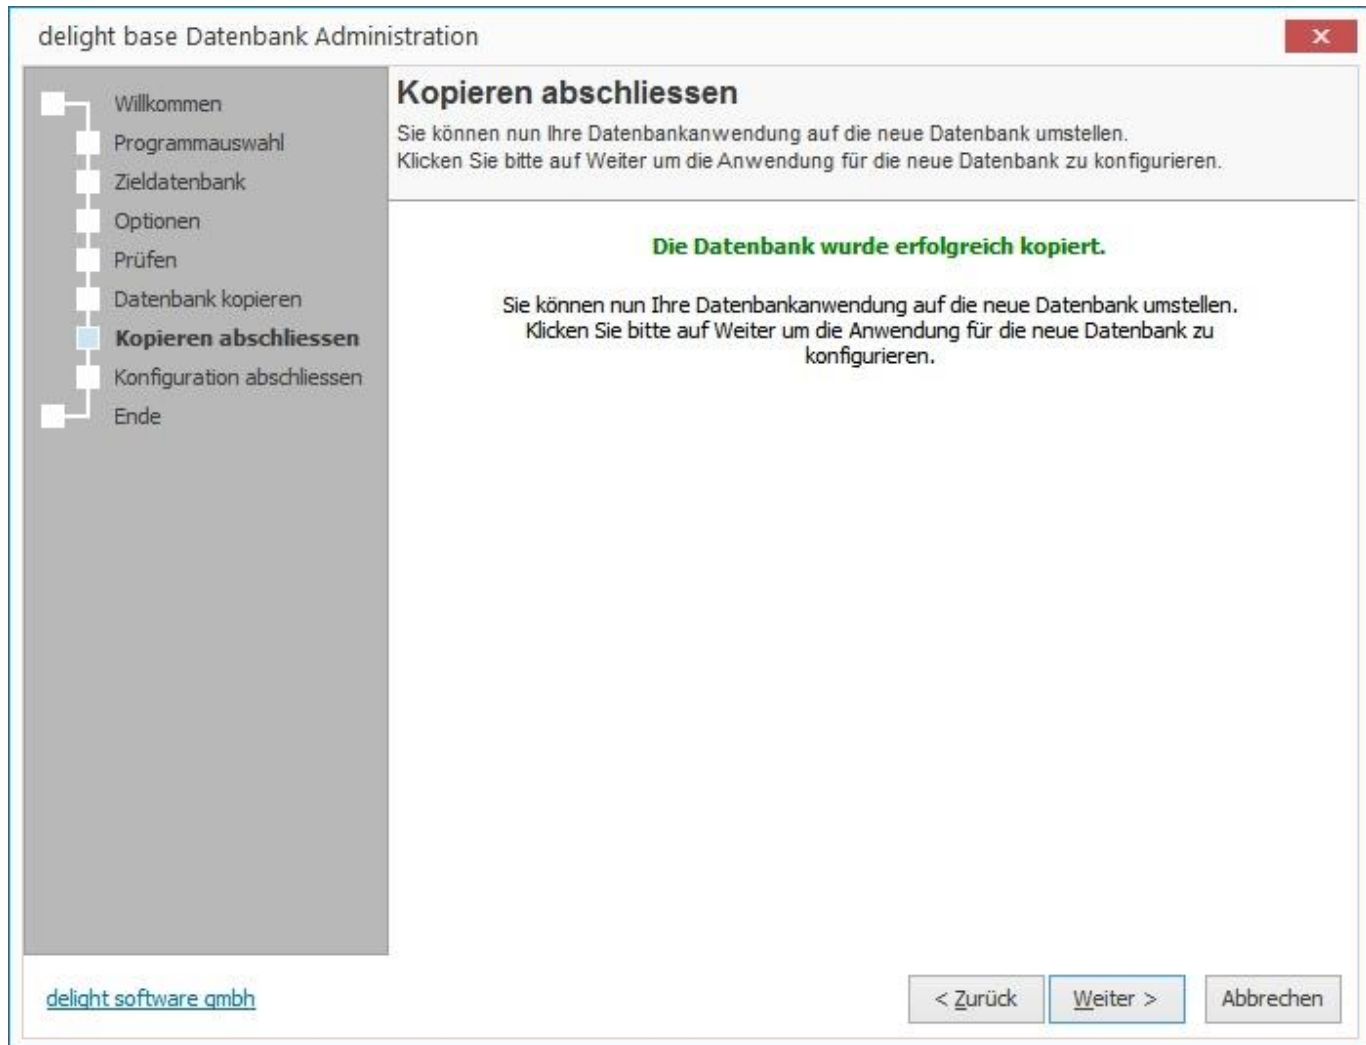 delight base Datenbank Administration
Willkommen
Programmauswahl
Zieldatenbank
Optionen
Prüfen
Datenbank kopieren
Kopieren abschliessen
Konfiguration abschliessen
Ende
Kopieren abschliessen
Sie können nun Ihre Datenbankanwendung auf die neue Datenbank umstellen.
Klicken Sie bitte auf Weiter um die Anwendung für die neue Datenbank zu konfigurieren.
Die Datenbank wurde erfolgreich kopiert.
Sie können nun Ihre Datenbankanwendung auf die neue Datenbank umstellen.
Klicken Sie bitte auf Weiter um die Anwendung für die neue Datenbank zu
konfigurieren.
delight software gmbh
< Zurück
Weiter >
Abbrechen